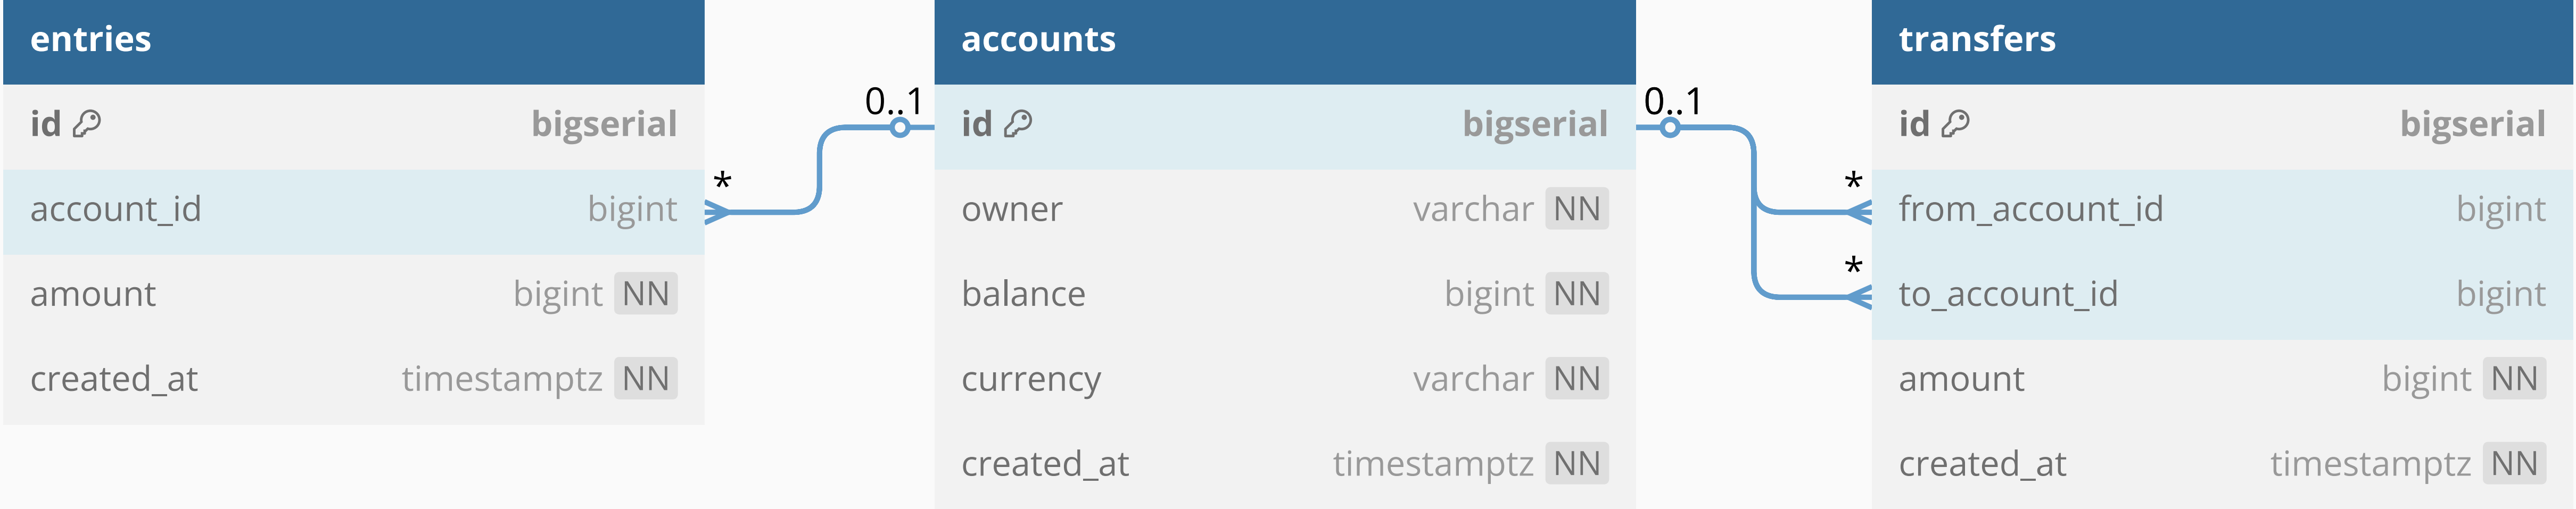 entries
id bigserial
account_id bigint
amount bigint NN
created_at timestamptz NN
*
0..1
accounts
id bigserial
owner varchar NN
balance bigint NN
currency varchar NN
created_at timestamptz NN
0..1
*
*
transfers
id bigserial
from_account_id bigint
to_account_id bigint
amount bigint NN
created_at timestamptz NN